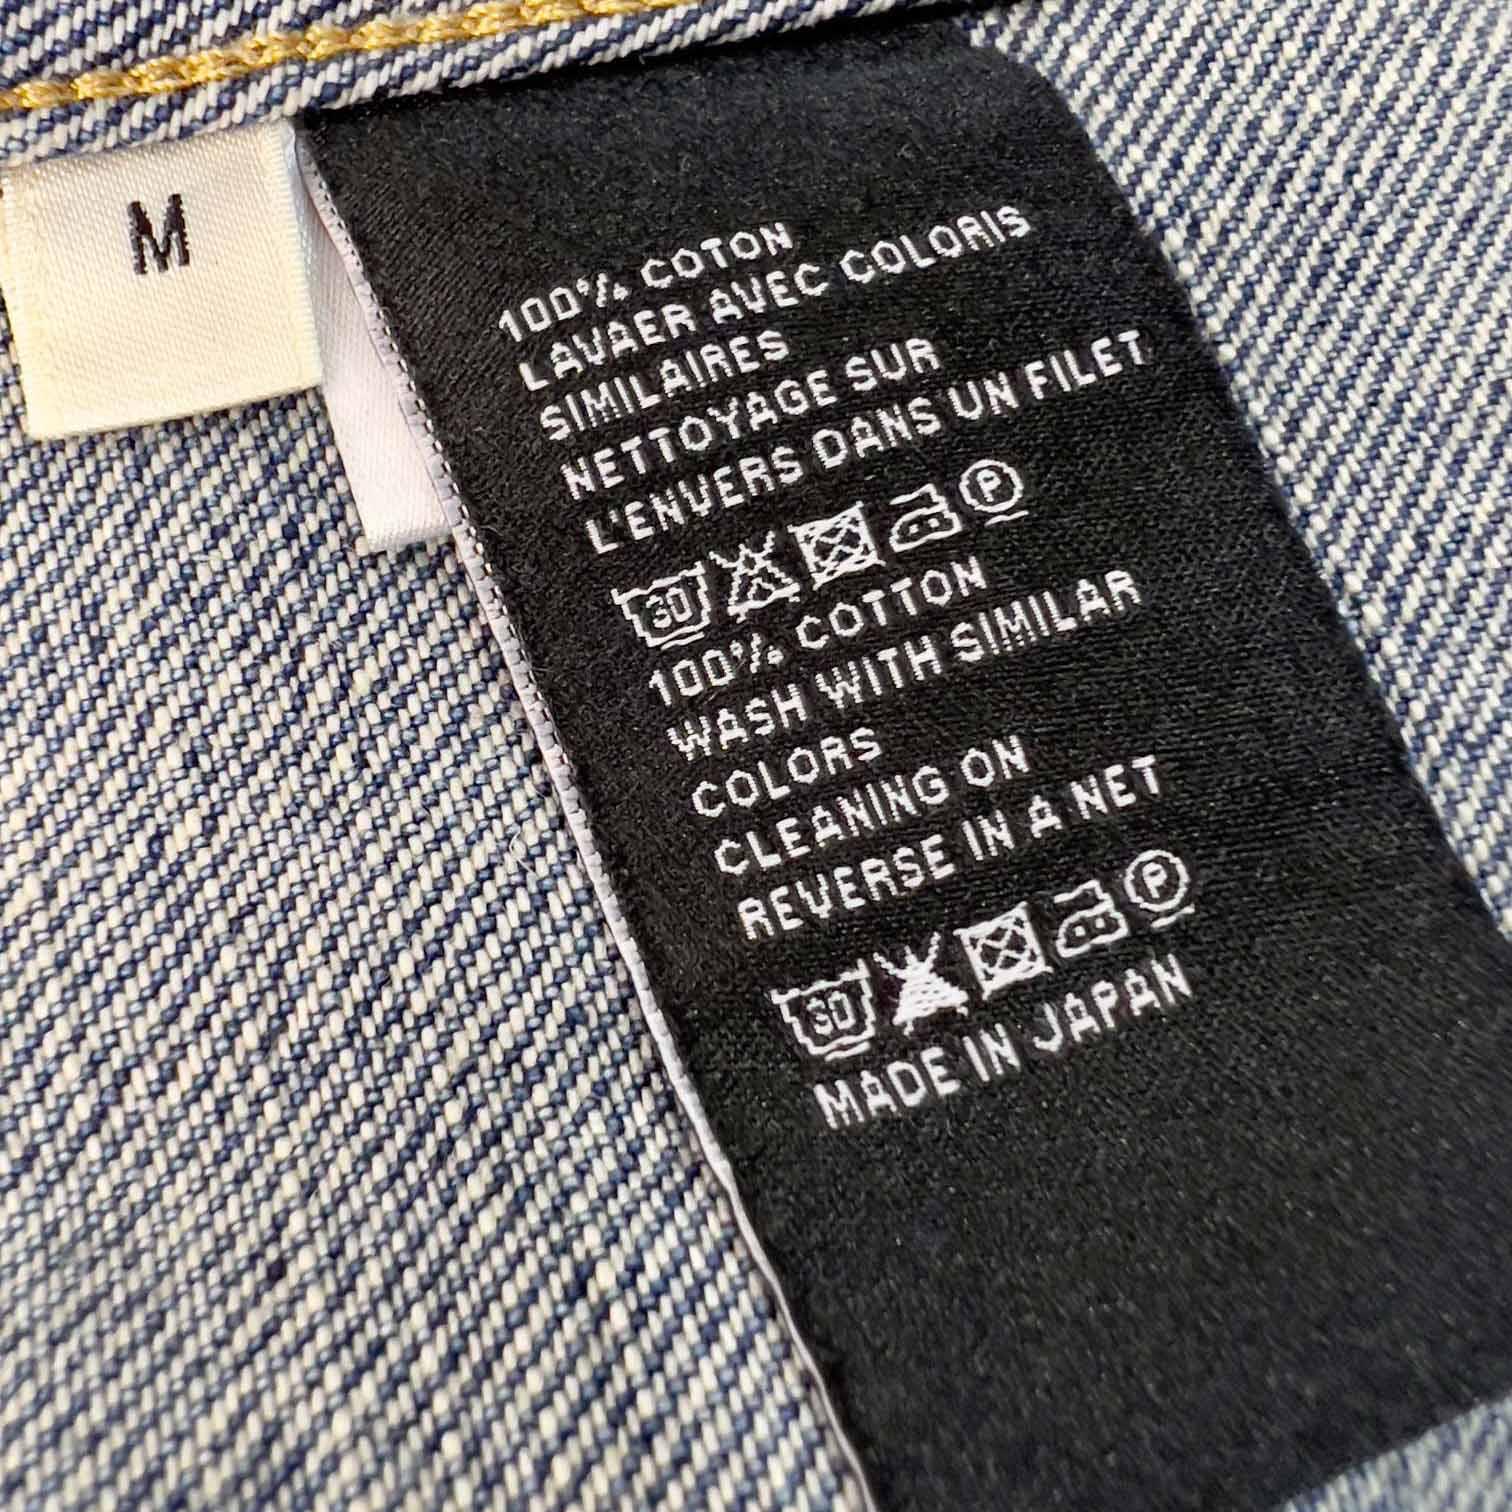 M
100% COTON
LAVAER AVEC COLORIS
SIMILAIRES
NETTOYAGE SUR
L'ENVERS DANS UN FILET
30 P
100% COTTON
WASH WITH SIMILAR
COLORS
CLEANING ON
REVERSE IN A NET
30 P
MADE IN JAPAN